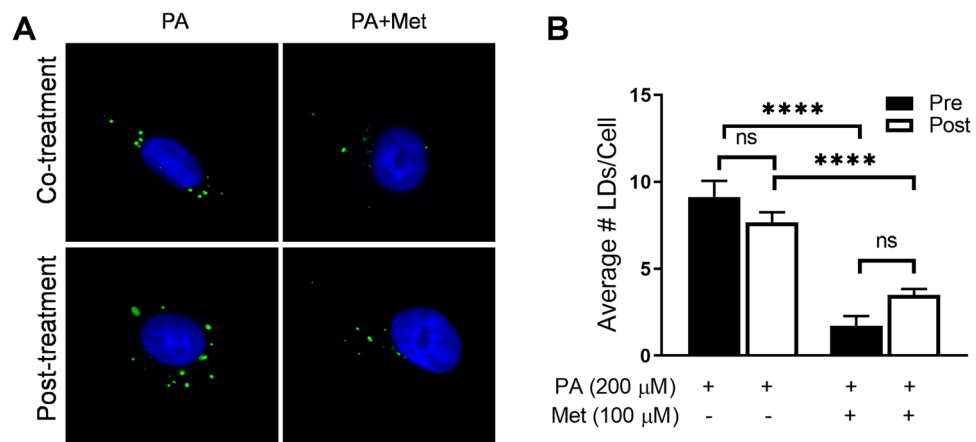 A
PA
PA+Met
Co-treatment
Post-treatment
B
15
10
5
0
Average # LDs/Cell
Pre
Post
****
ns
****
ns
PA (200 μM) + + + +
Met (100 μM) - - + +